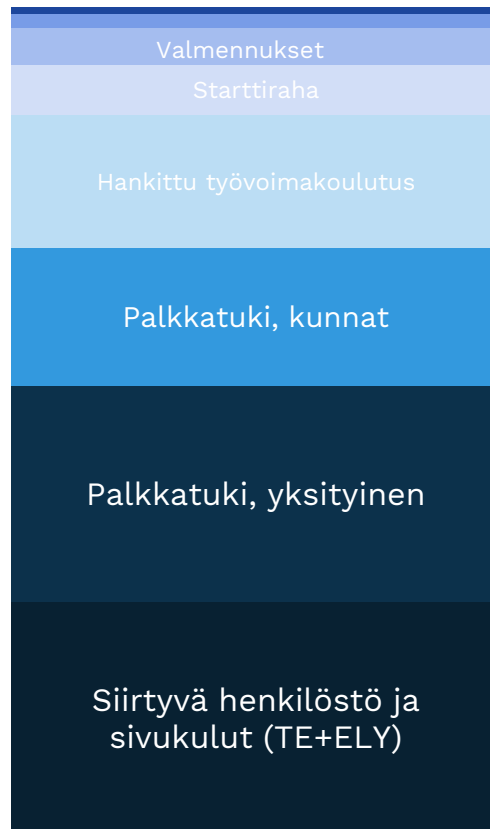 Valmennukset
Starttiraha
Hankittu työvoimakoulutus
Palkkatuki, kunnat
Palkkatuki, yksityinen
Siirtyvä henkilöstö ja
sivukulut (TE+ELY)